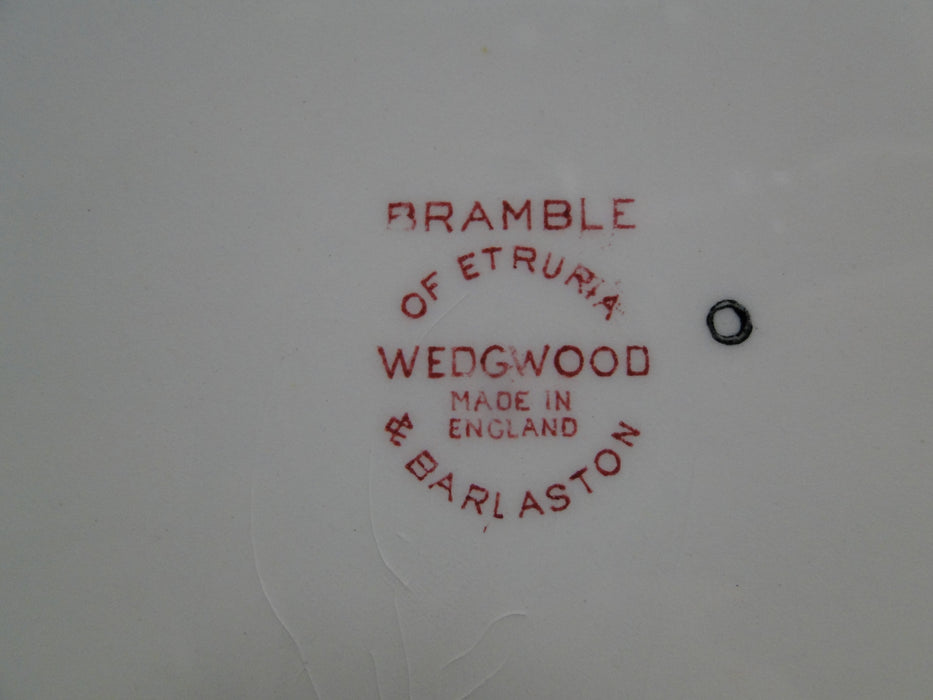 BRAMBLE
OF ETRURIA
WEDGWOOD
MADE IN
ENGLAND
& BARLASTON